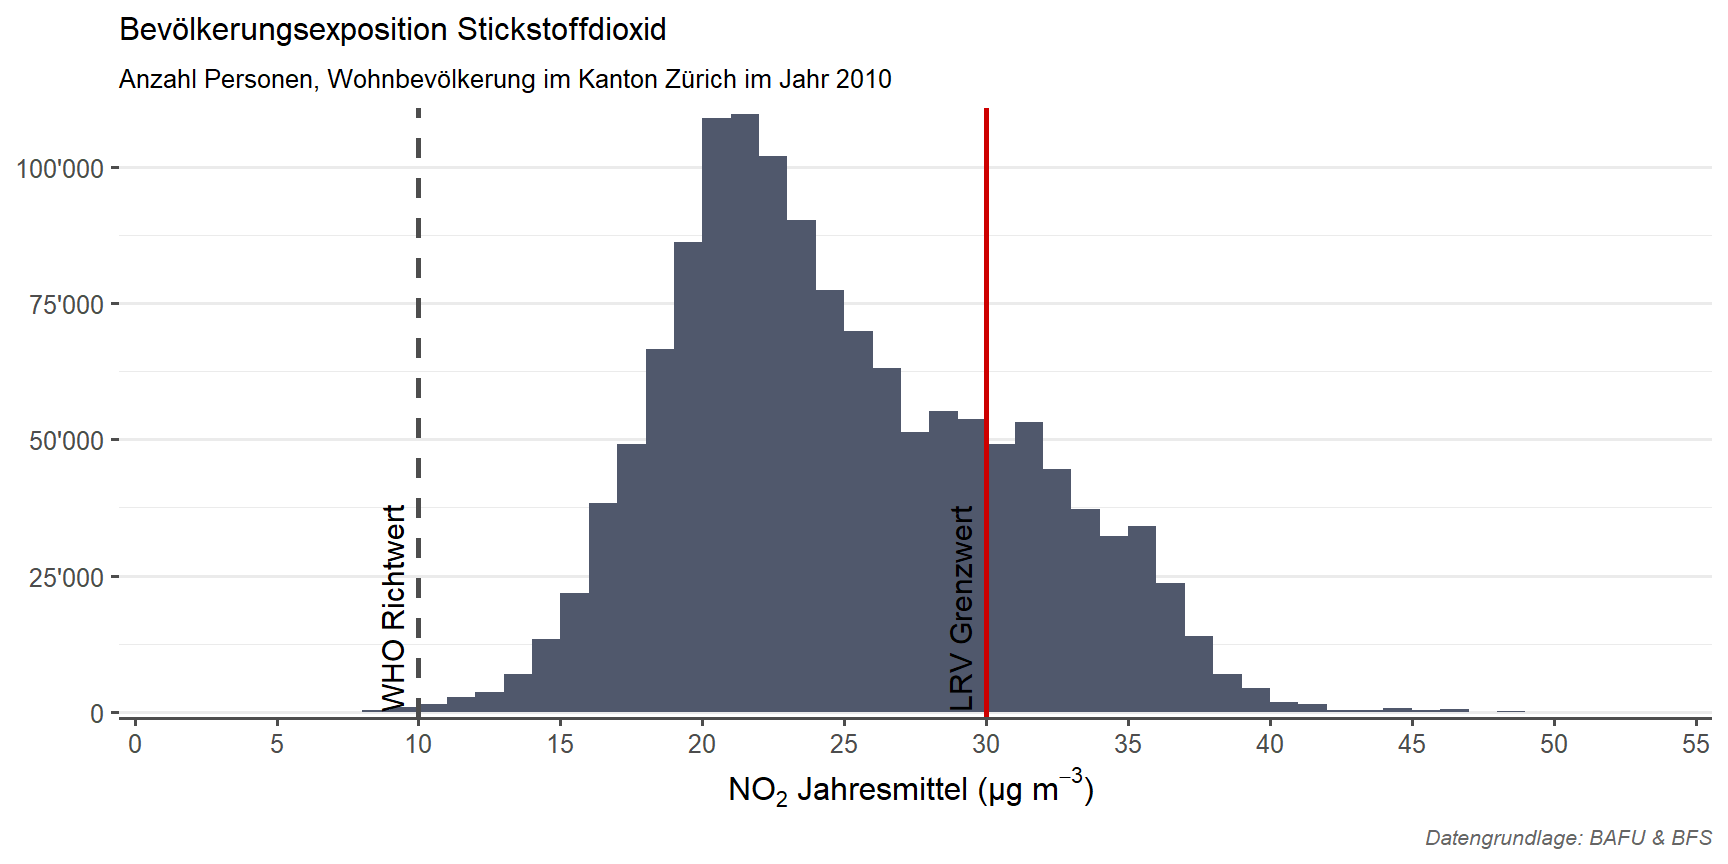 Bevölkerungsexposition Stickstoffdioxid
Anzahl Personen, Wohnbevölkerung im Kanton Zürich im Jahr 2010
100'000
75'000
50'000
25'000
0
WHO Richtwert
LRV Grenzwert
0 5 10 15 20 25 30 35 40 45 50 55
NO₂ Jahresmittel (µg m⁻³)
Datengrundlage: BAFU & BFS